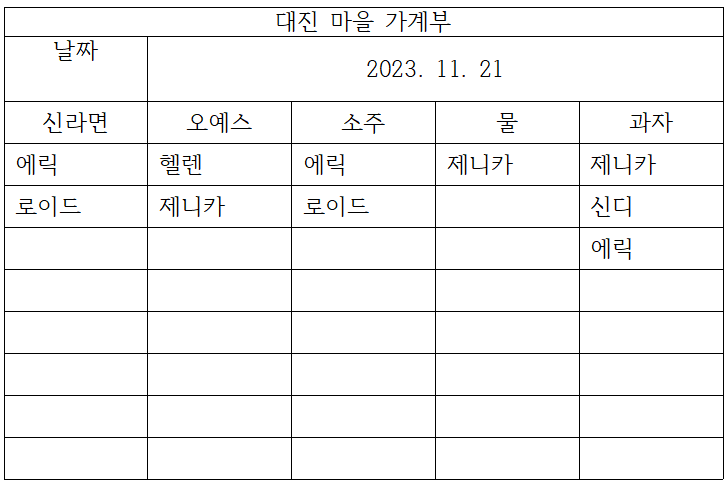 대진 마을 가계부
날짜 2023. 11. 21
신라면 오예스 소주 물 과자
에릭 헬렌 에릭 제니카 제니카
로이드 제니카 로이드 신디
에릭